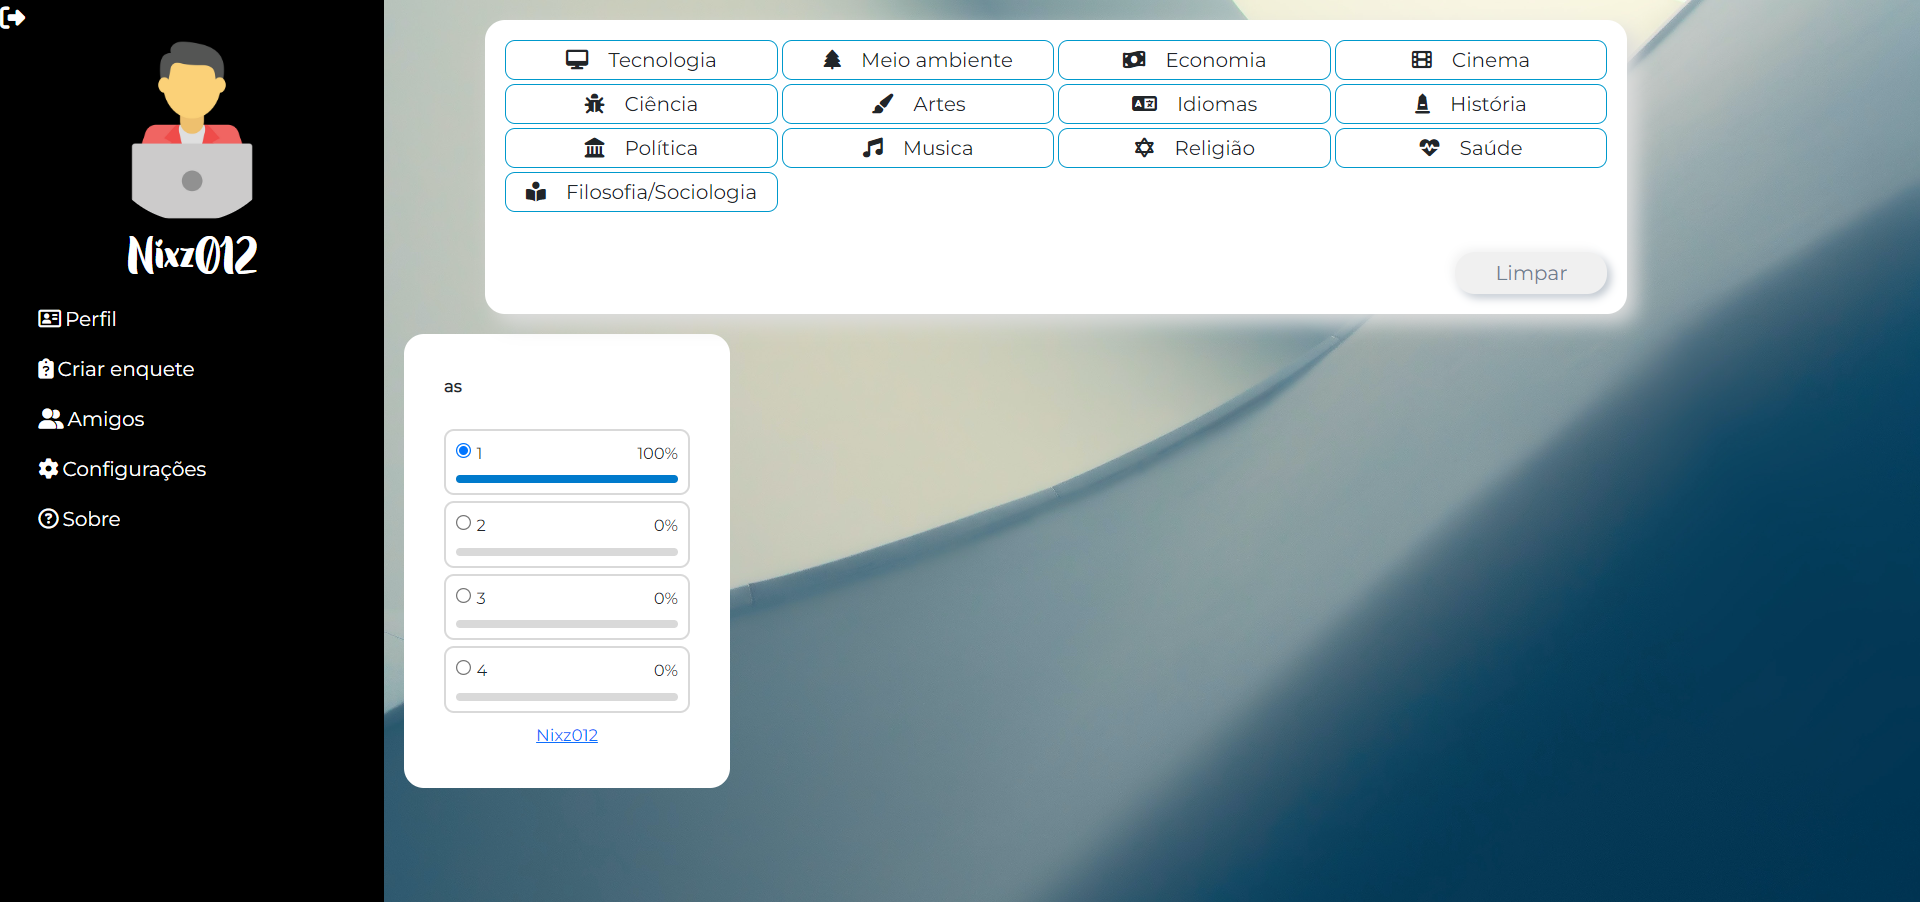 Nixz012
Perfil
Criar enquete
Amigos
Configurações
Sobre
Tecnologia
Meio ambiente
Economia
Cinema
Ciência
Artes
Idiomas
História
Política
Musica
Religião
Saúde
Filosofia/Sociologia
Limpar
as
1 100%
2 0%
3 0%
4 0%
Nixz012